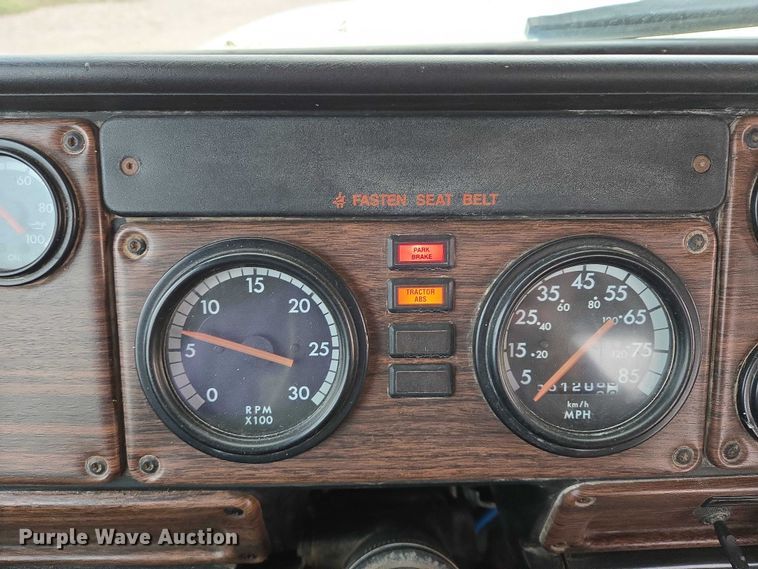 FASTEN SEAT BELT
60
80
100
OIL
0
5
10
15
20
25
30
RPM
X100
PARK
BRAKE
TRACTOR
ABS
5
15
25
35
45
55
65
75
85
20
40
60
80
100
120
km/h
MPH
Purple Wave Auction